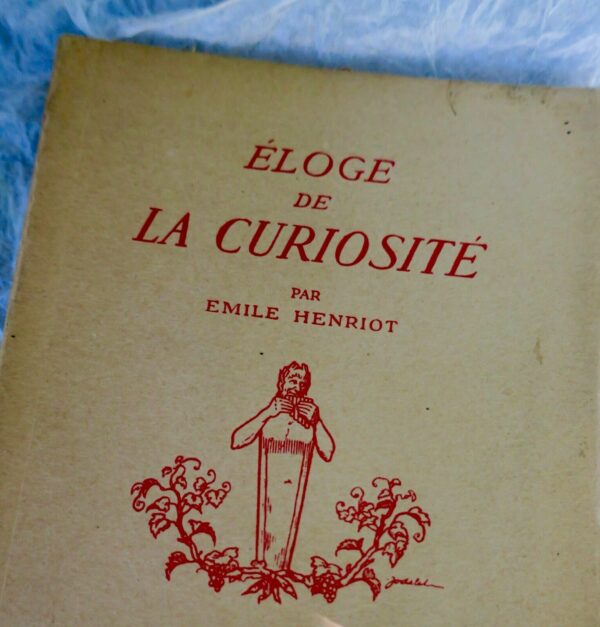 ÉLOGE
DE
LA CURIOSITÉ
PAR
EMILE HENRIOT